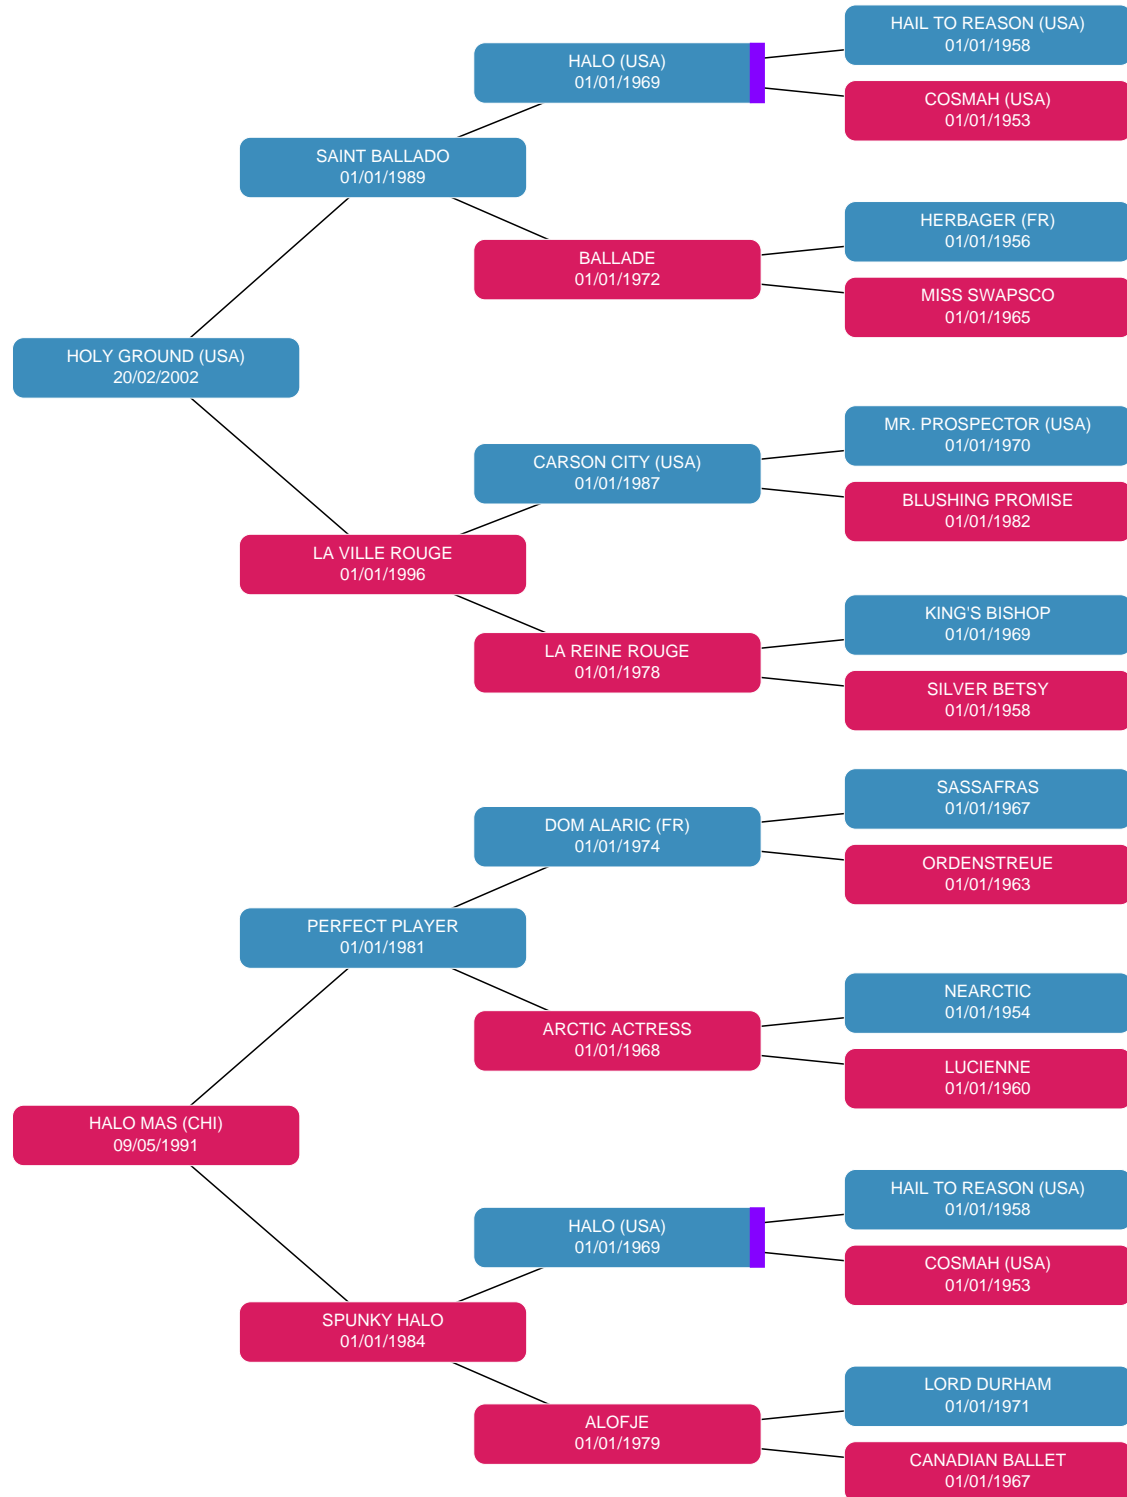 HAIL TO REASON (USA)
01/01/1958
HALO (USA)
01/01/1969
COSMAH (USA)
01/01/1953
SAINT BALLADO
01/01/1989
HERBAGER (FR)
01/01/1956
BALLADE
01/01/1972
MISS SWAPSCO
01/01/1965
HOLY GROUND (USA)
20/02/2002
MR. PROSPECTOR (USA)
01/01/1970
CARSON CITY (USA)
01/01/1987
BLUSHING PROMISE
01/01/1982
LA VILLE ROUGE
01/01/1996
KING'S BISHOP
01/01/1969
LA REINE ROUGE
01/01/1978
SILVER BETSY
01/01/1958
SASSAFRAS
01/01/1967
DOM ALARIC (FR)
01/01/1974
ORDENSTREUE
01/01/1963
PERFECT PLAYER
01/01/1981
NEARCTIC
01/01/1954
ARCTIC ACTRESS
01/01/1968
LUCIENNE
01/01/1960
HALO MAS (CHI)
09/05/1991
HAIL TO REASON (USA)
01/01/1958
HALO (USA)
01/01/1969
COSMAH (USA)
01/01/1953
SPUNKY HALO
01/01/1984
LORD DURHAM
01/01/1971
ALOFJE
01/01/1979
CANADIAN BALLET
01/01/1967